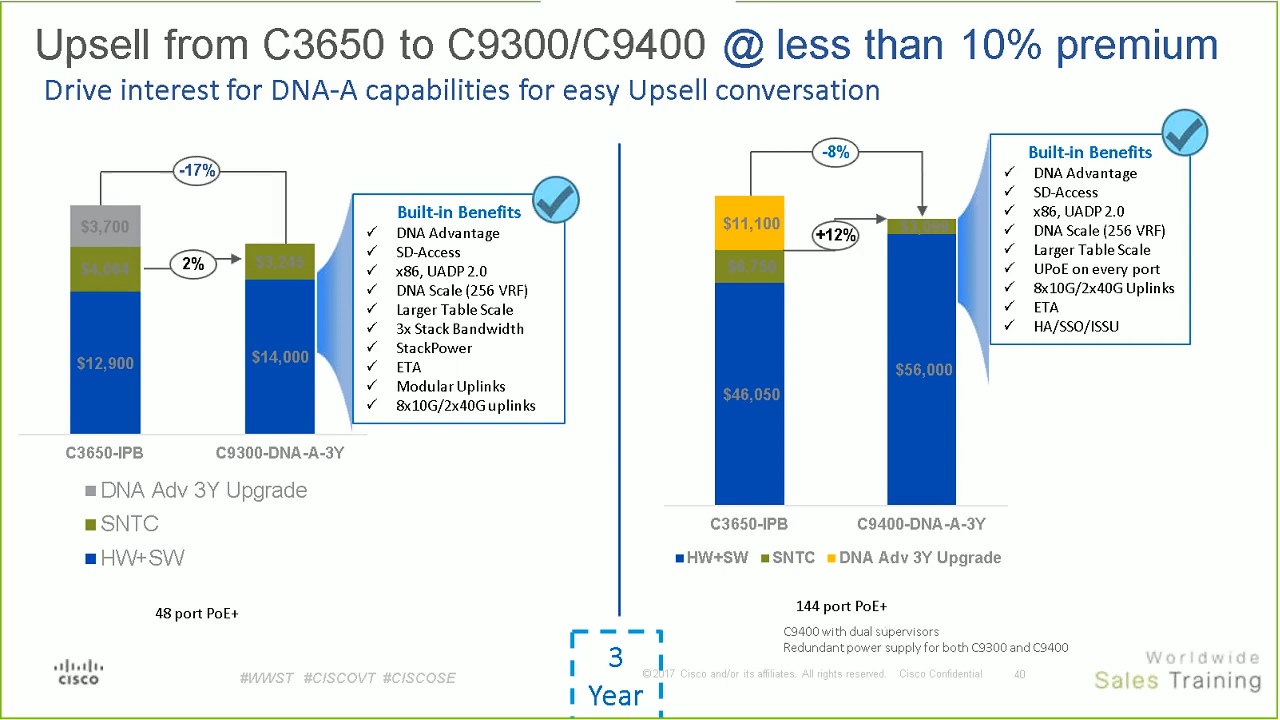 Upsell from C3650 to C9300/C9400 @ less than 10% premium
Drive interest for DNA-A capabilities for easy Upsell conversation
-17%
$3,700
2%
$3,245
$12,900
$14,000
C3650-IPB
C9300-DNA-A-3Y
Built-in Benefits
✓ DNA Advantage
✓ SD-Access
✓ x86, UADP 2.0
✓ DNA Scale (256 VRF)
✓ Larger Table Scale
✓ 3x Stack Bandwidth
✓ StackPower
✓ ETA
✓ Modular Uplinks
✓ 8x10G/2x40G uplinks
DNA Adv 3Y Upgrade
SNTC
HW+SW
48 port PoE+
-8%
$11,100
+12%
$46,050
$56,000
C3650-IPB
C9400-DNA-A-3Y
HW+SW
SNTC
DNA Adv 3Y Upgrade
Built-in Benefits
✓ DNA Advantage
✓ SD-Access
✓ x86, UADP 2.0
✓ DNA Scale (256 VRF)
✓ Larger Table Scale
✓ UPoE on every port
✓ 8x10G/2x40G Uplinks
✓ ETA
✓ HA/SSO/ISSU
144 port PoE+
C9400 with dual supervisors
Redundant power supply for both C9300 and C9400
3
Year
CISCO
#WWST #CISCOVT #CISCOSE
©2017 Cisco and/or its affiliates. All rights reserved. Cisco Confidential
40
Worldwide
Sales Training